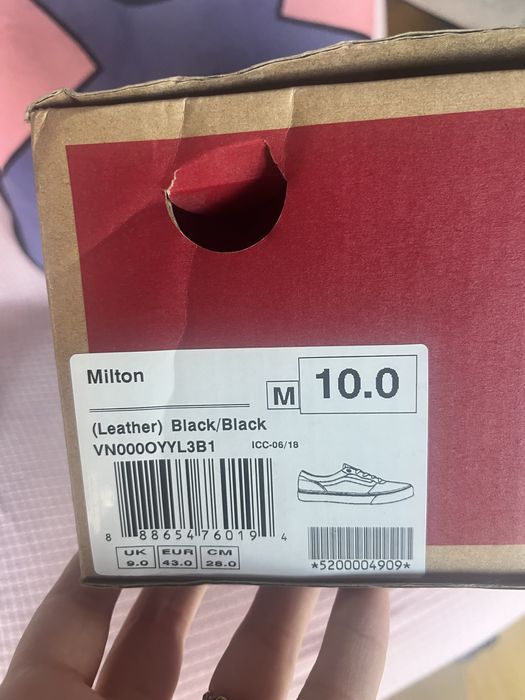 Milton
M 10.0
(Leather) Black/Black
VN000OYYL3B1 ICC-06/18
8 88654 76019 4
UK EUR CM
9.0 43.0 28.0
*5200004909*